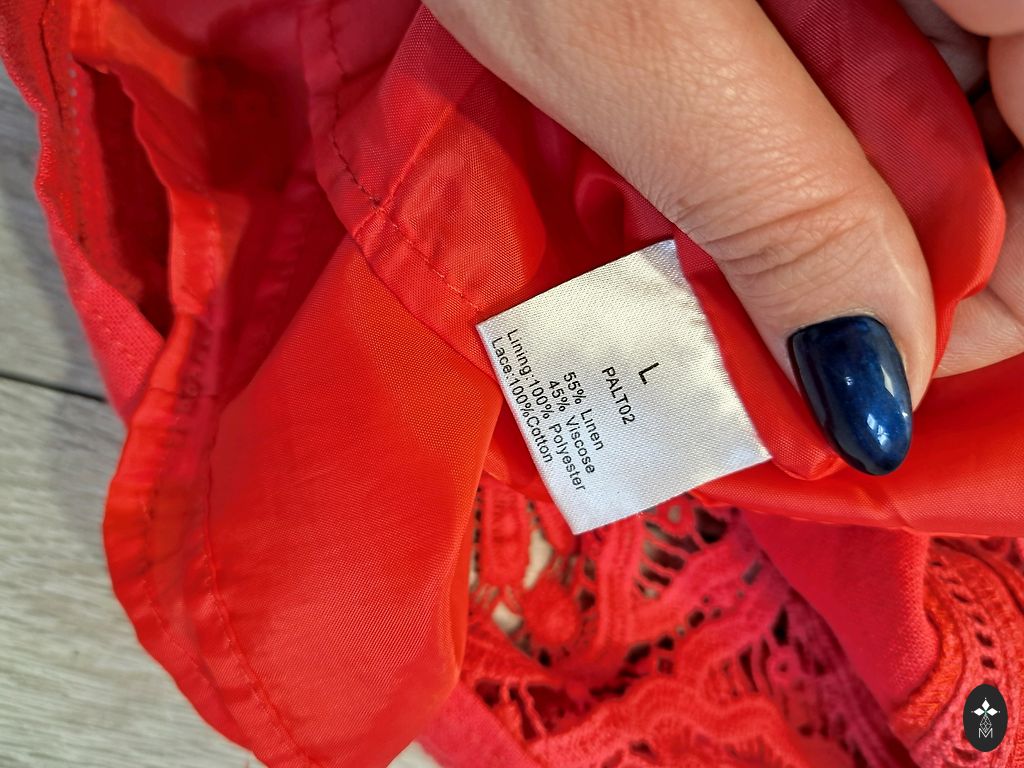 L
PALT02
55% Linen
45% Viscose
Lining:100% Polyester
Lace:100%Cotton
M